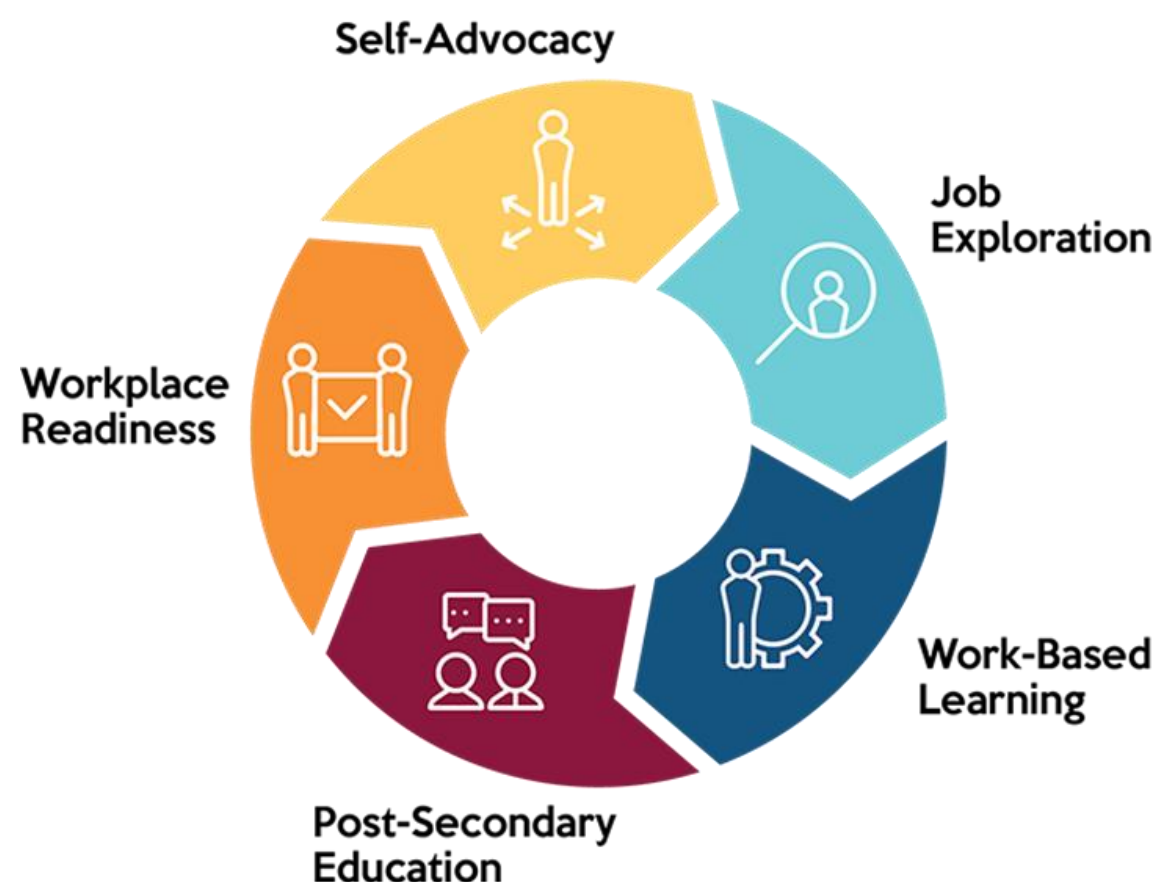 Self-Advocacy
Job
Exploration
Workplace
Readiness
Work-Based
Learning
Post-Secondary
Education